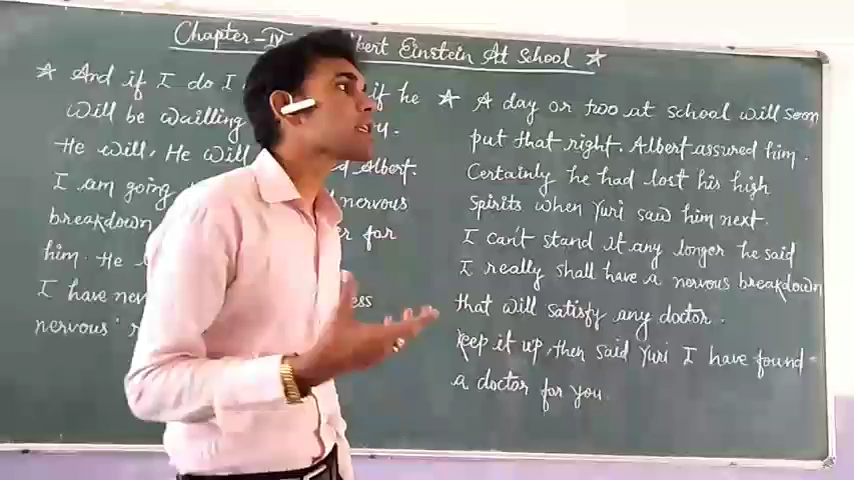 Chapter-IV bert Einstein At School ☆
☆ And if I do I if he
will be wailling ry.
He will, He will d Albert.
I am going nervous
breakdown er for
him. He
I have ness
nervous'
☆ A day or two at school will soon
put that right. Albert assured him.
Certainly he had lost his high
Spirits when Yuri saw him next.
I can't stand it any longer he said
I really shall have a nervous breakdown
that will satisfy any doctor.
keep it up, then said Yuri I have found-
a doctor for you.